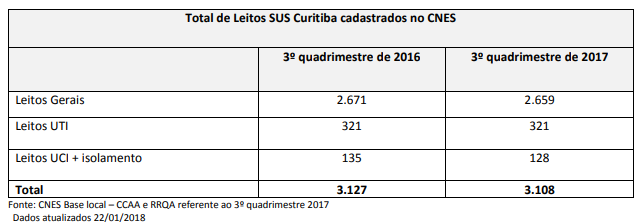 Total de Leitos SUS Curitiba cadastrados no CNES
3º quadrimestre de 2016 3º quadrimestre de 2017
Leitos Gerais 2.671 2.659
Leitos UTI 321 321
Leitos UCI + isolamento 135 128
Total 3.127 3.108
Fonte: CNES Base local – CCAA e RRQA referente ao 3º quadrimestre 2017
Dados atualizados 22/01/2018